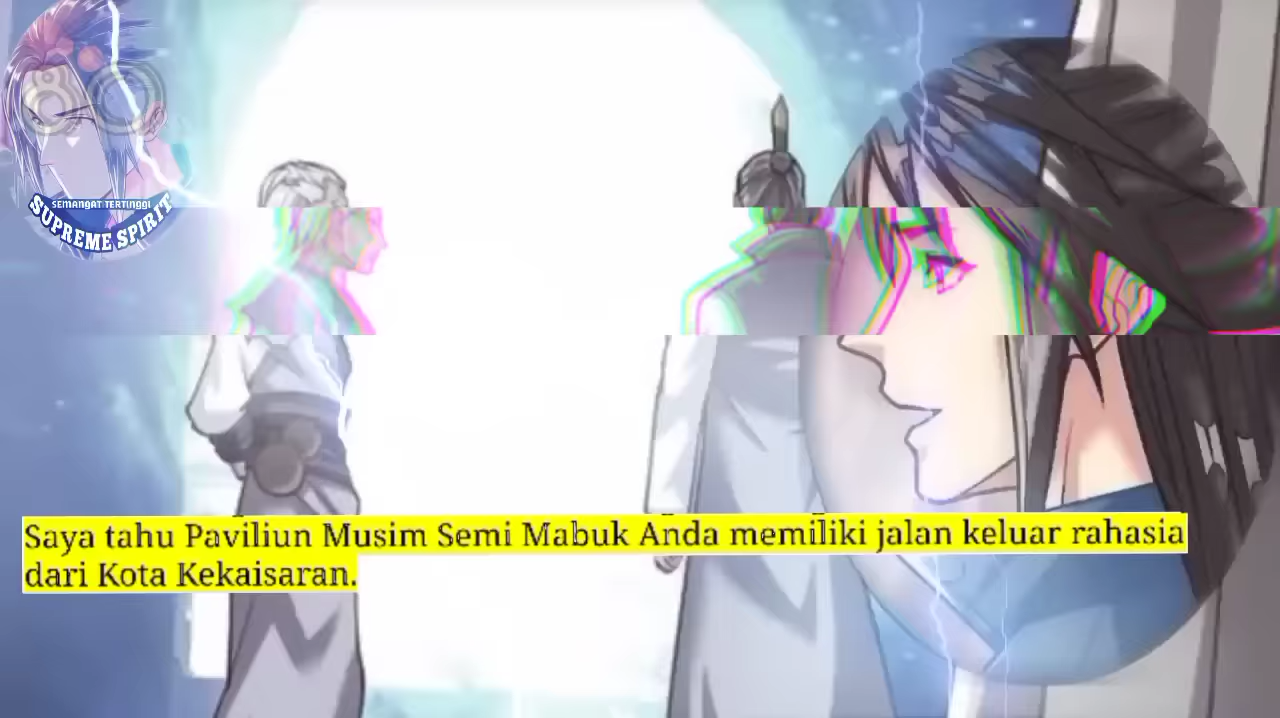 SEMANGAT TERTINGGI
SUPREME SPIRIT
Saya tahu Paviliun Musim Semi Mabuk Anda memiliki jalan keluar rahasia
dari Kota Kekaisaran.